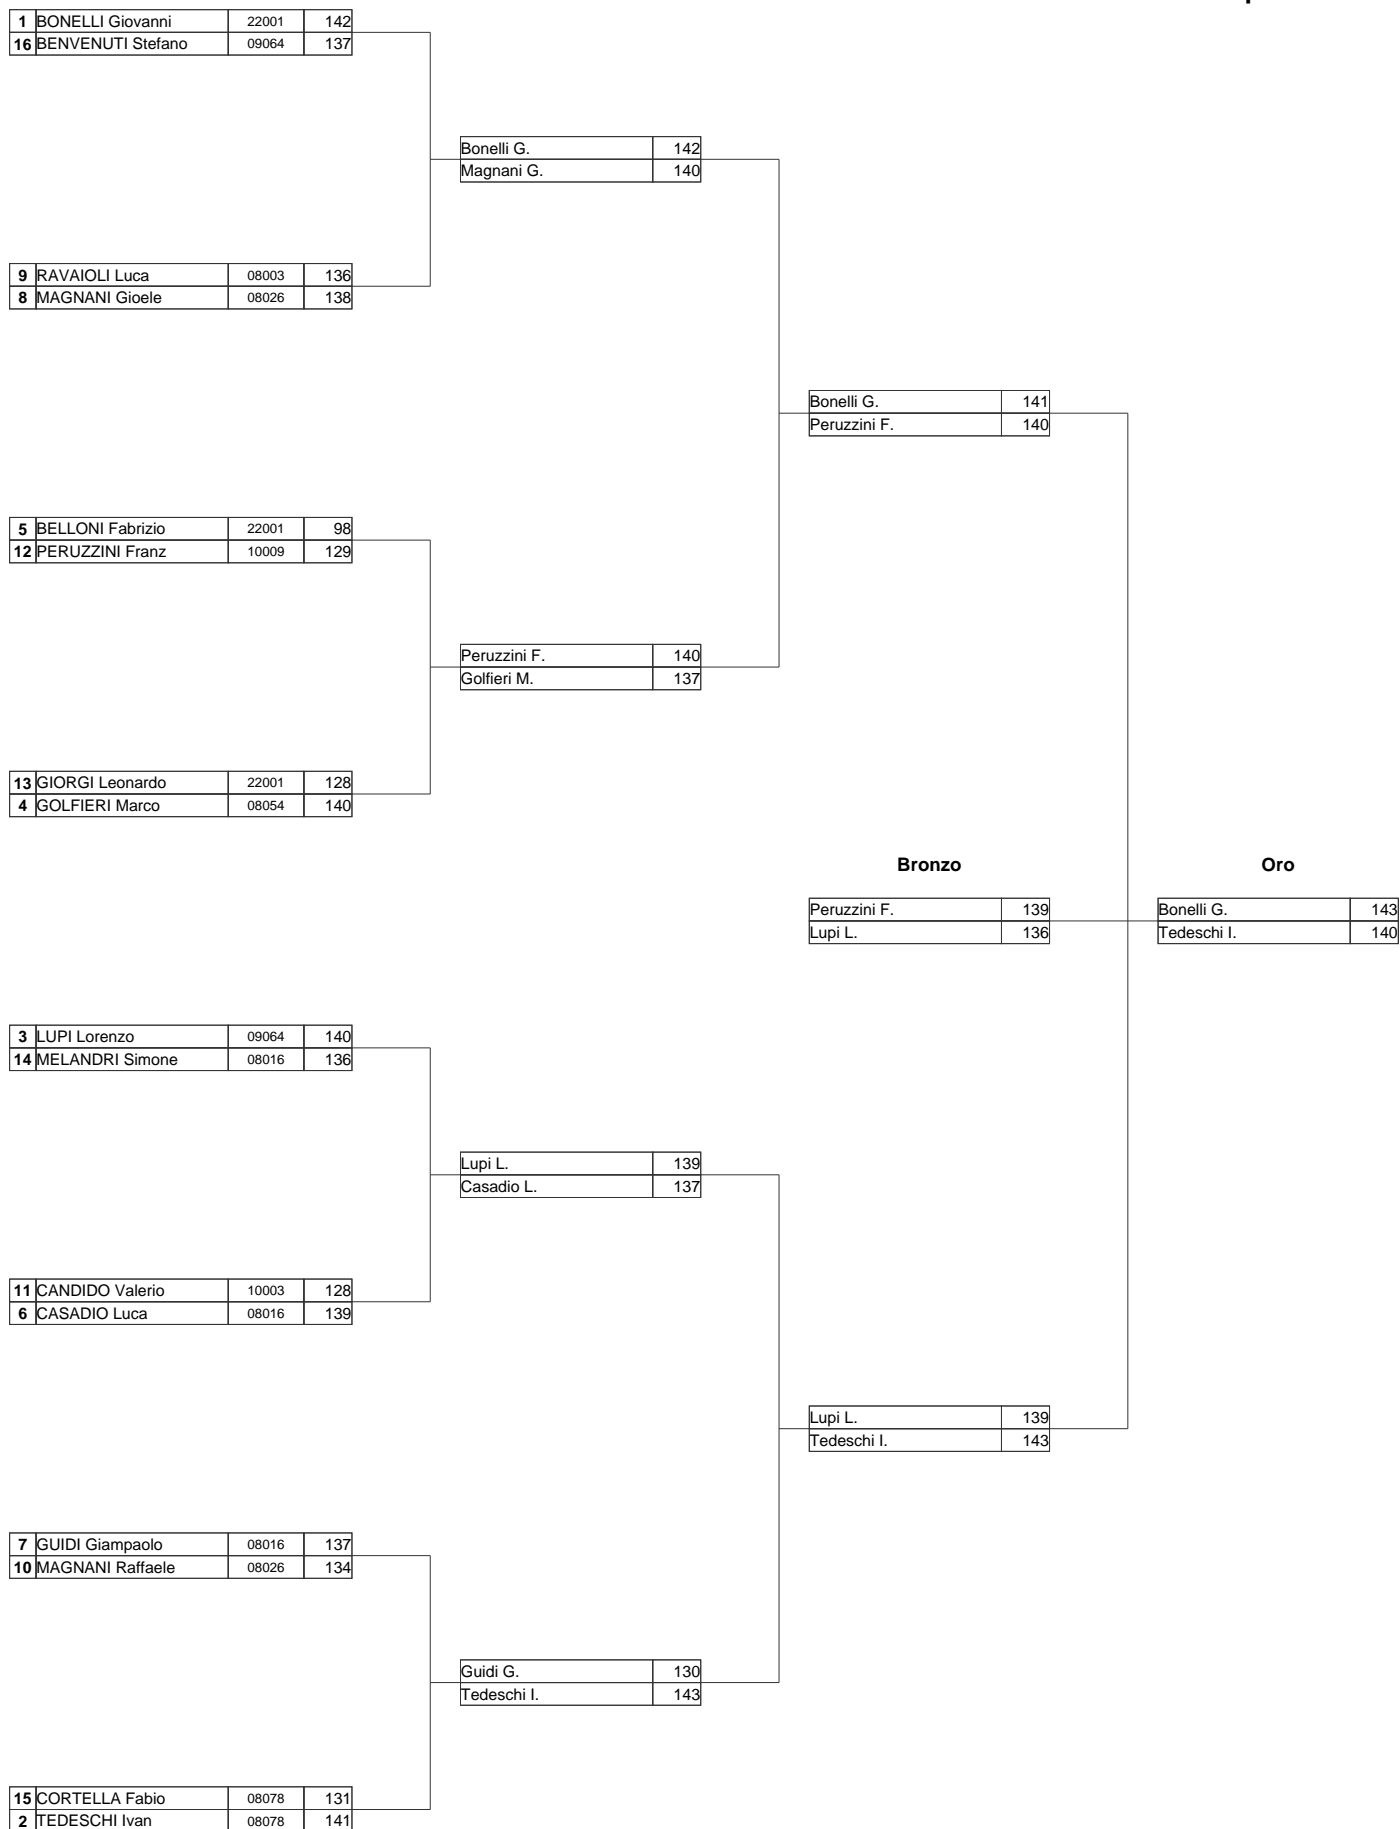 1 BONELLI Giovanni 22001 142
16 BENVENUTI Stefano 09064 137
Bonelli G. 142
Magnani G. 140
9 RAVAIOLI Luca 08003 136
8 MAGNANI Gioele 08026 138
Bonelli G. 141
Peruzzini F. 140
5 BELLONI Fabrizio 22001 98
12 PERUZZINI Franz 10009 129
Peruzzini F. 140
Golfieri M. 137
13 GIORGI Leonardo 22001 128
4 GOLFIERI Marco 08054 140
Bronzo Oro
Peruzzini F. 139 Bonelli G. 143
Lupi L. 136 Tedeschi I. 140
3 LUPI Lorenzo 09064 140
14 MELANDRI Simone 08016 136
Lupi L. 139
Casadio L. 137
11 CANDIDO Valerio 10003 128
6 CASADIO Luca 08016 139
Lupi L. 139
Tedeschi I. 143
7 GUIDI Giampaolo 08016 137
10 MAGNANI Raffaele 08026 134
Guidi G. 130
Tedeschi I. 143
15 CORTELLA Fabio 08078 131
2 TEDESCHI Ivan 08078 141